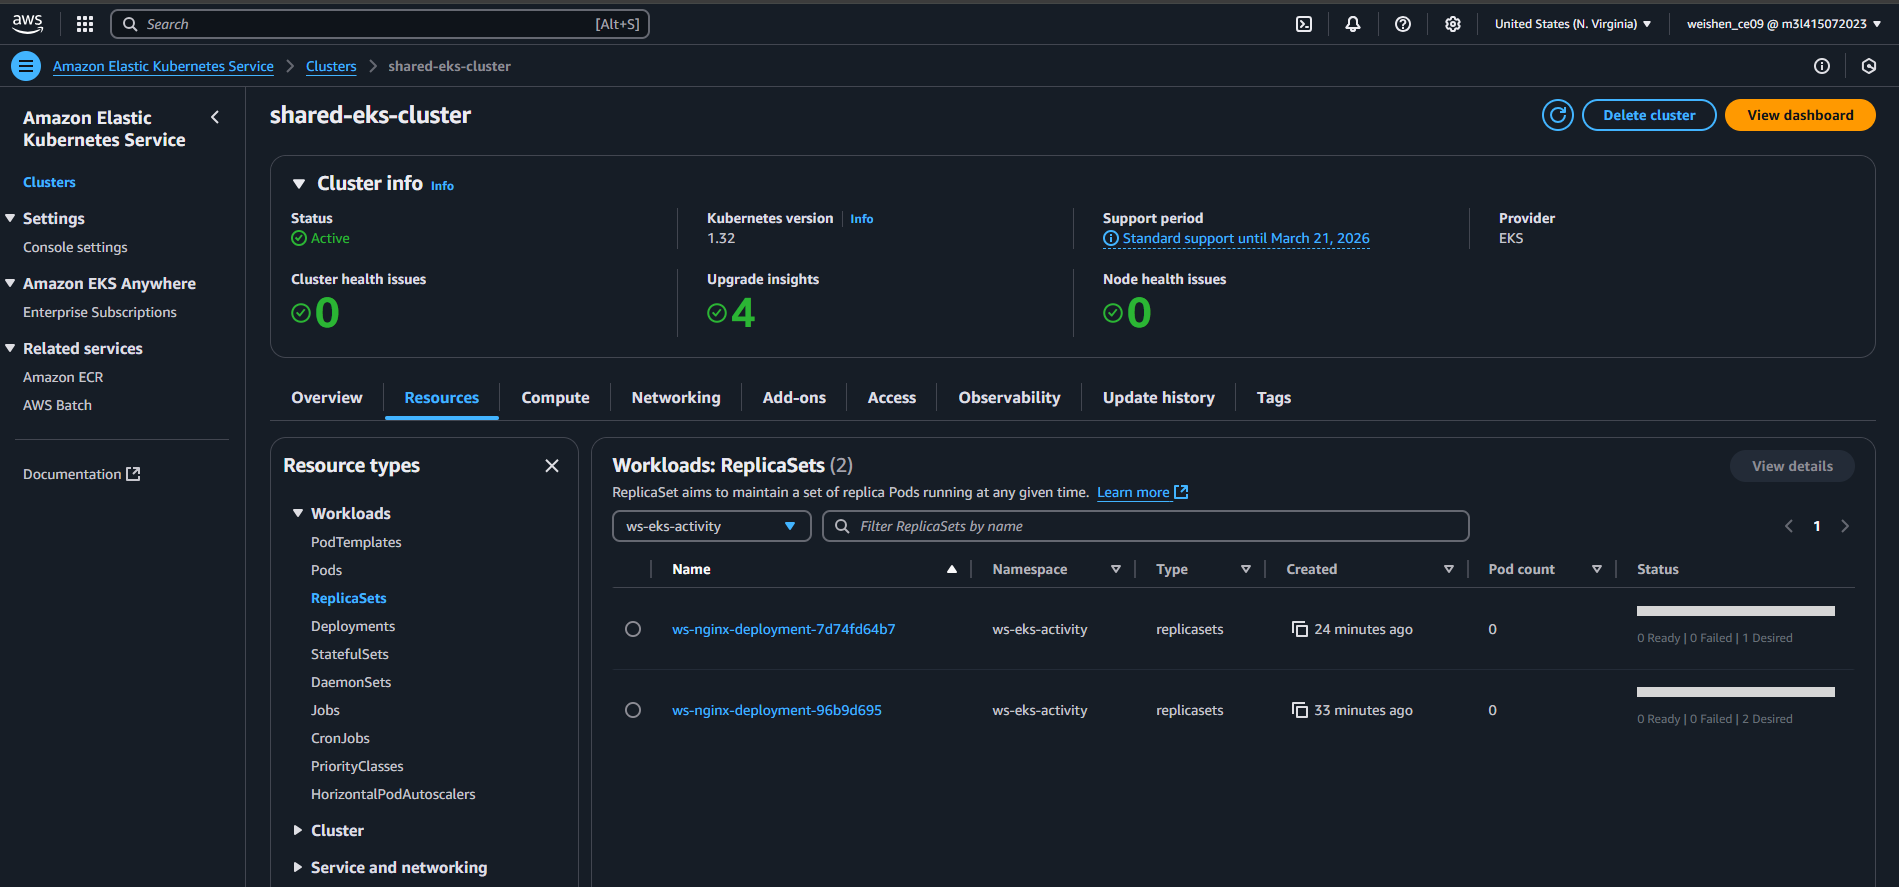 aws
Search [Alt+S]
United States (N. Virginia)
weishen_ce09 @ m3l415072023
Amazon Elastic Kubernetes Service
Clusters
shared-eks-cluster
Amazon Elastic
Kubernetes Service
Clusters
Settings
Console settings
Amazon EKS Anywhere
Enterprise Subscriptions
Related services
Amazon ECR
AWS Batch
Documentation
shared-eks-cluster
Delete cluster
View dashboard
Cluster info Info
Status
Active
Kubernetes version Info
1.32
Support period
Standard support until March 21, 2026
Provider
EKS
Cluster health issues
0
Upgrade insights
4
Node health issues
0
Overview
Resources
Compute
Networking
Add-ons
Access
Observability
Update history
Tags
Resource types
Workloads
PodTemplates
Pods
ReplicaSets
Deployments
StatefulSets
DaemonSets
Jobs
CronJobs
PriorityClasses
HorizontalPodAutoscalers
Cluster
Service and networking
Workloads: ReplicaSets (2)
View details
ReplicaSet aims to maintain a set of replica Pods running at any given time. Learn more
ws-eks-activity
Filter ReplicaSets by name
1
Name Namespace Type Created Pod count Status
ws-nginx-deployment-7d74fd64b7 ws-eks-activity replicasets 24 minutes ago 0
0 Ready | 0 Failed | 1 Desired
ws-nginx-deployment-96b9d695 ws-eks-activity replicasets 33 minutes ago 0
0 Ready | 0 Failed | 2 Desired